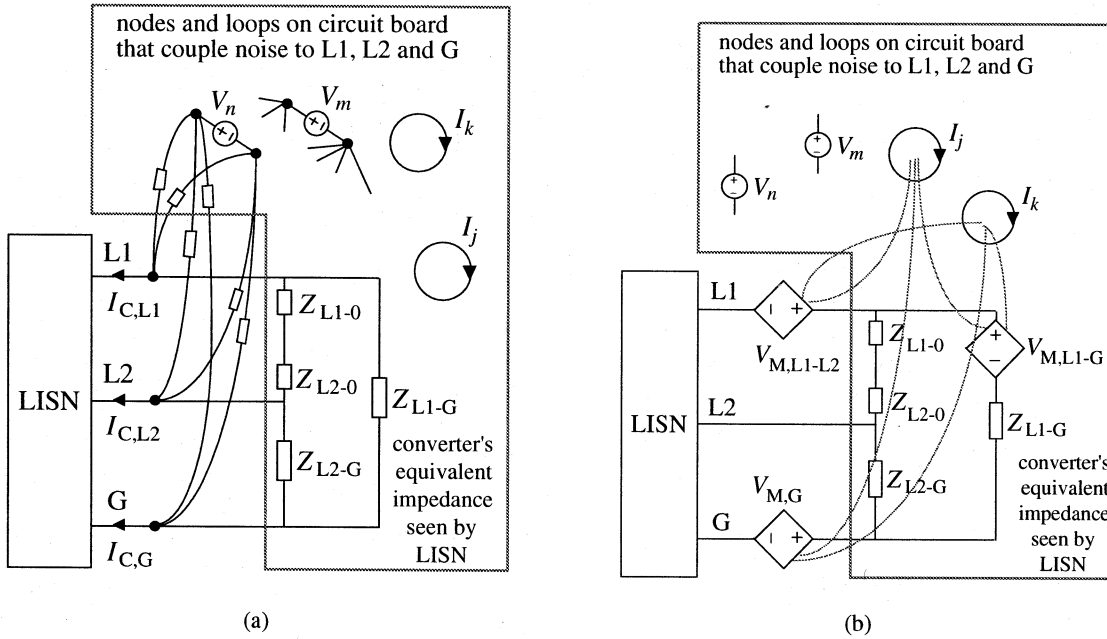 nodes and loops on circuit board
that couple noise to L1, L2 and G
V_n
V_m
I_k
I_j
L1
I_C,L1
Z_L1-0
L2
Z_L2-0
Z_L1-G
LISN
I_C,L2
Z_L2-G
G
I_C,G
converter's
equivalent
impedance
seen by
LISN
(a)
nodes and loops on circuit board
that couple noise to L1, L2 and G
V_m
I_j
V_n
I_k
L1
V_M,L1-L2
Z_L1-0
V_M,L1-G
L2
Z_L2-0
LISN
Z_L1-G
Z_L2-G
V_M,G
G
converter's
equivalent
impedance
seen by
LISN
(b)